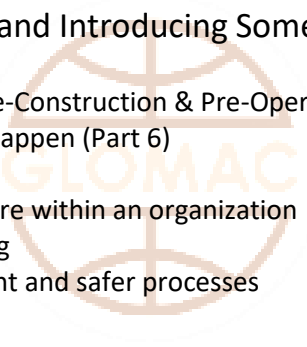 and Introducing Some
e-Construction & Pre-Oper
appen (Part 6)
GLOMAC
re within an organization
g
nt and safer processes